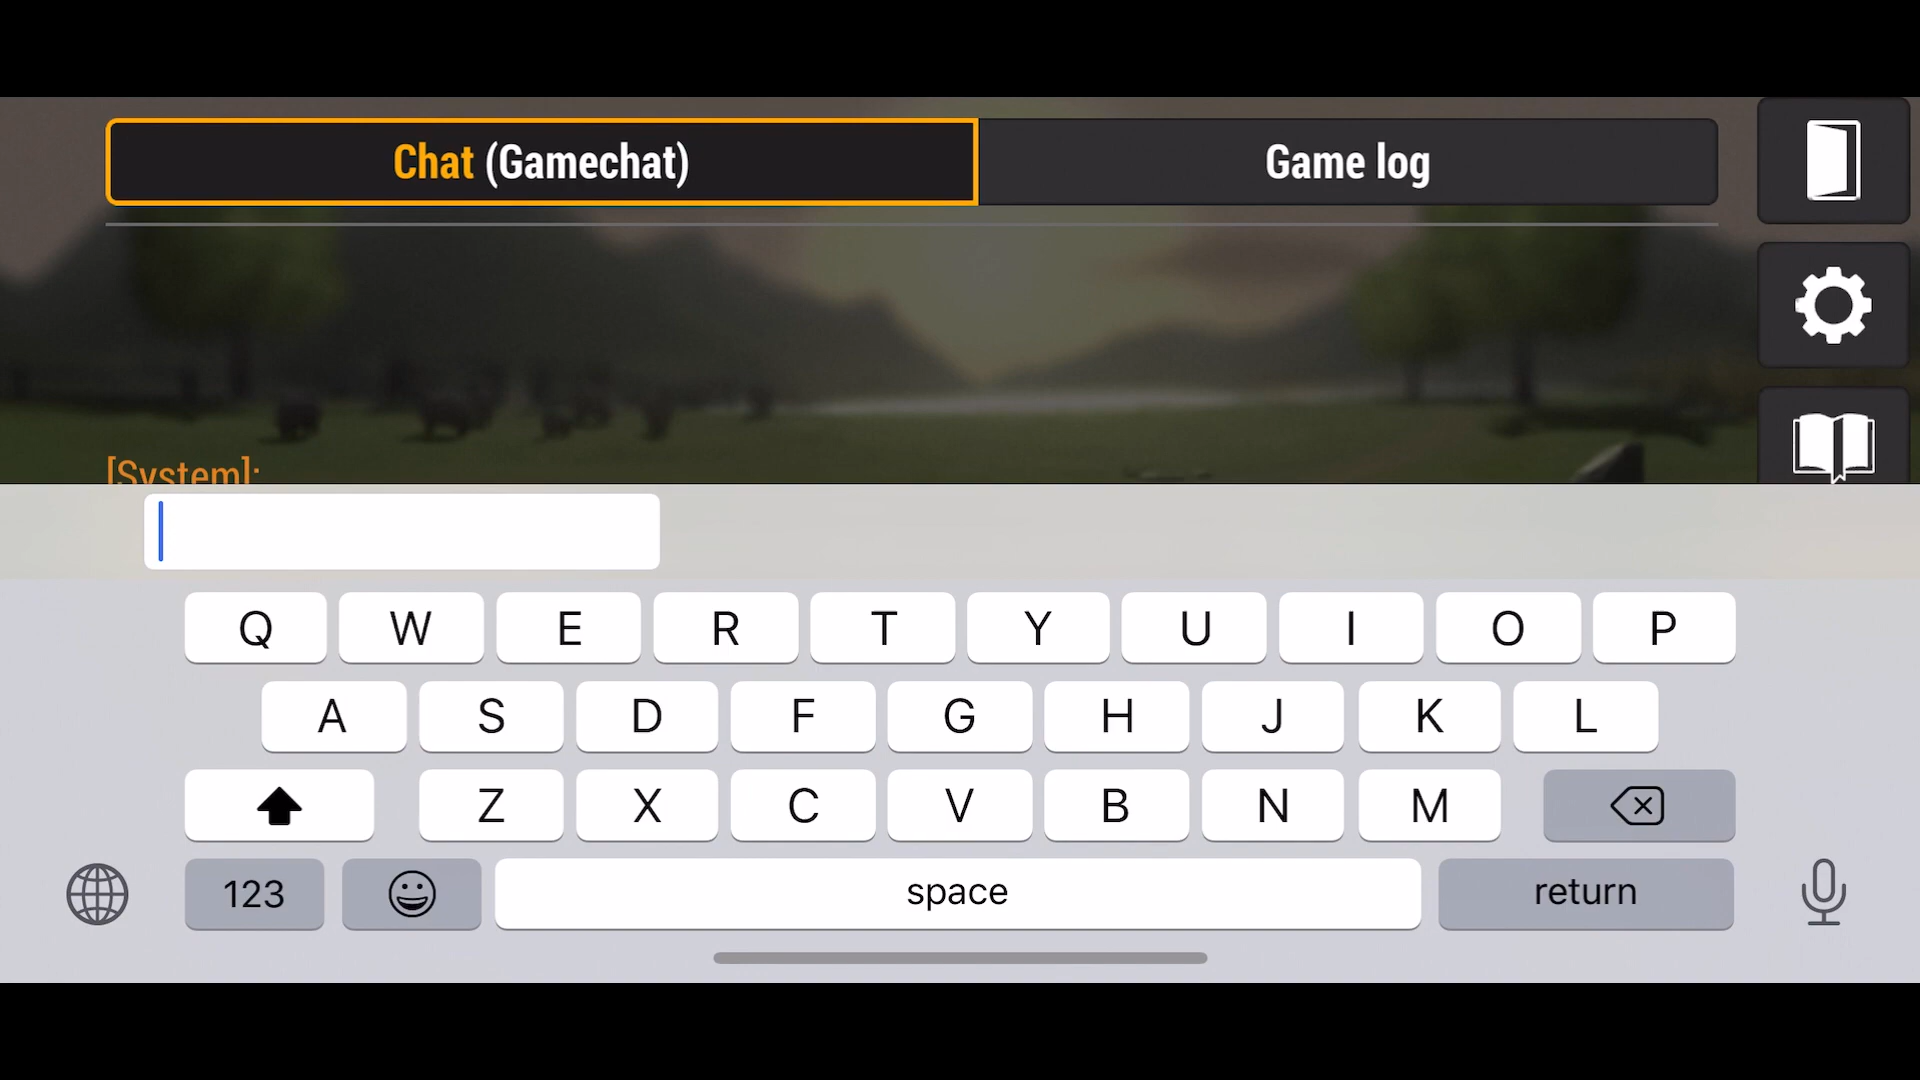 Chat (Gamechat)
Game log
[System]:
Q W E R T Y U I O P
A S D F G H J K L
Z X C V B N M
123
space
return